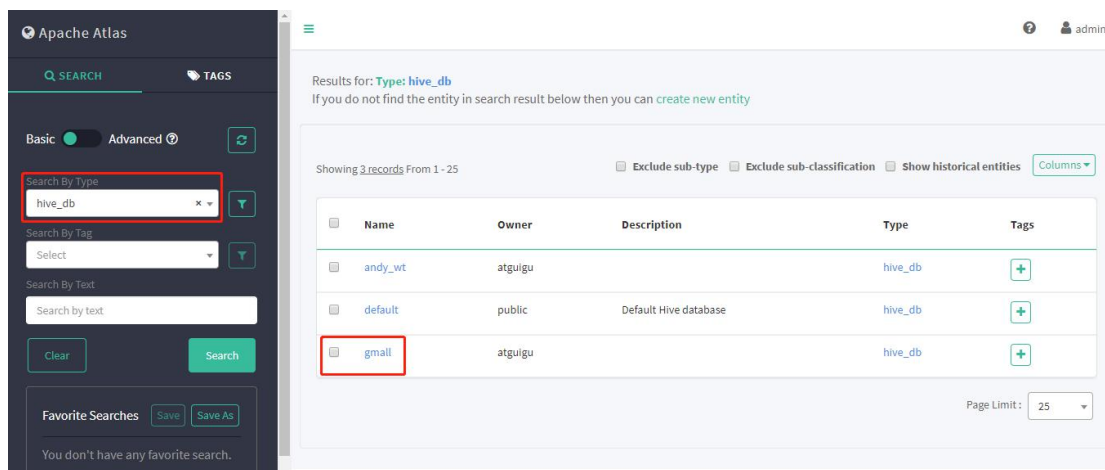 Apache Atlas
admin
SEARCH
TAGS
Results for: Type: hive_db
If you do not find the entity in search result below then you can create new entity
Basic
Advanced
Search By Type
hive_db
Search By Tag
Select
Search By Text
Search by text
Clear
Search
Favorite Searches
Save
Save As
You don't have any favorite search.
Showing 3 records From 1 - 25
Exclude sub-type
Exclude sub-classification
Show historical entities
Columns
Name Owner Description Type Tags
andy_wt atguigu hive_db
default public Default Hive database hive_db
gmall atguigu hive_db
Page Limit : 25